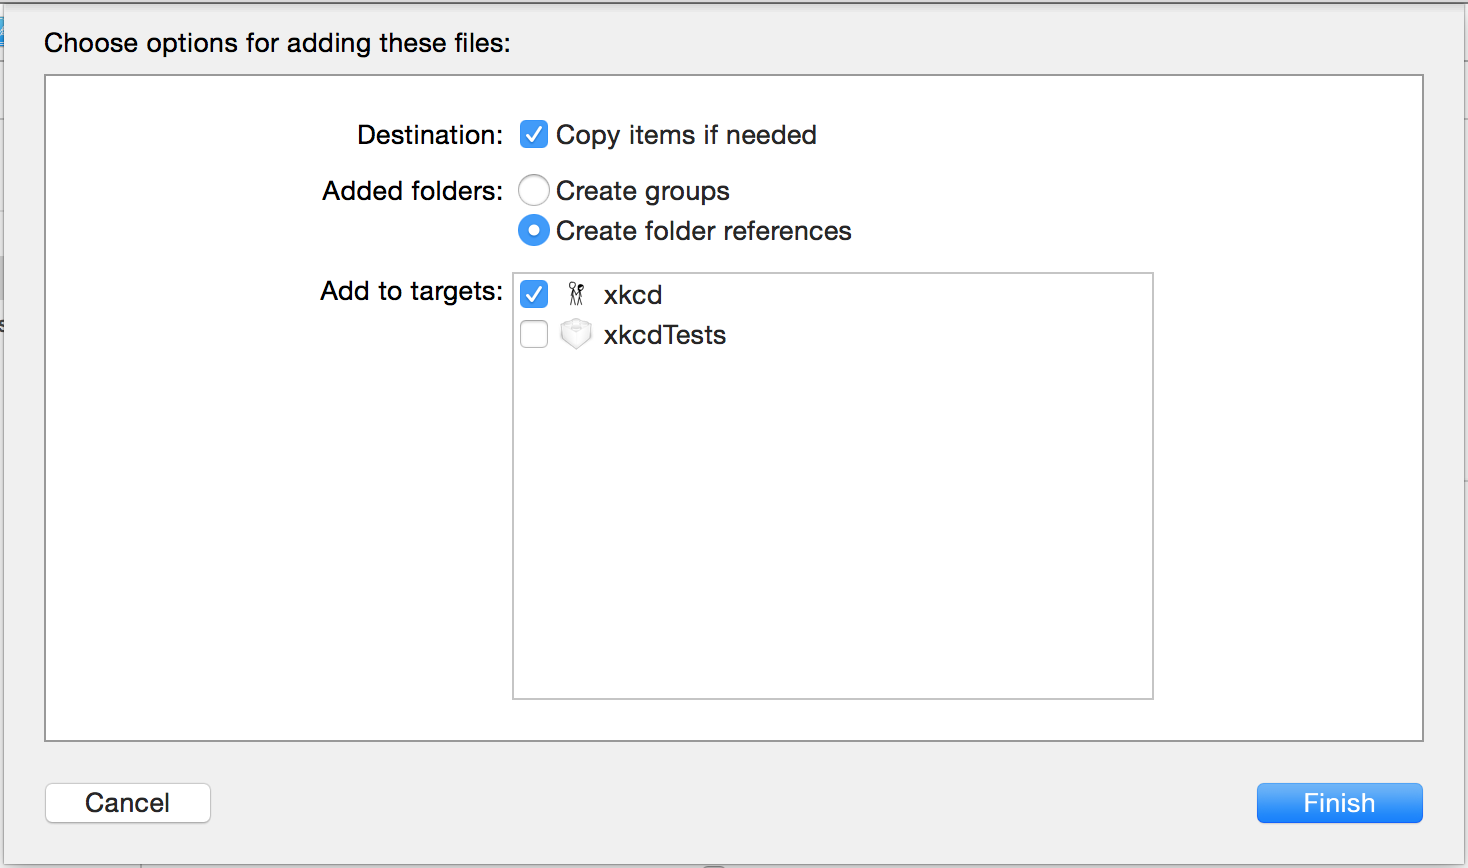 Choose options for adding these files:
Destination: Copy items if needed
Added folders: Create groups
Create folder references
Add to targets: xkcd
xkcdTests
Cancel Finish